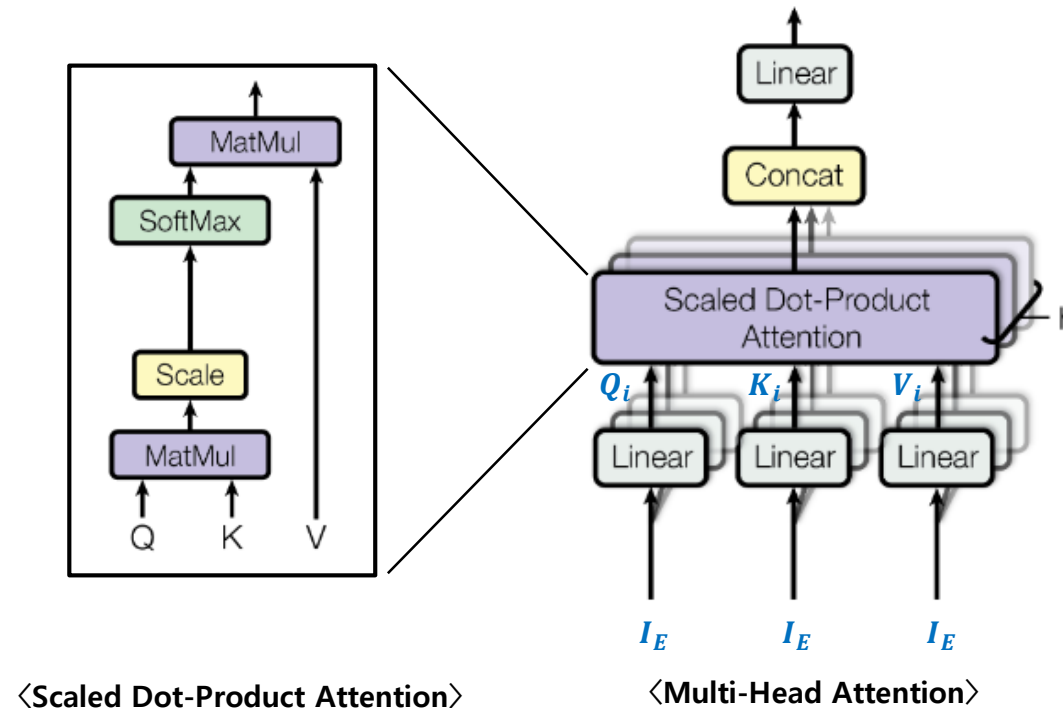 MatMul
SoftMax
Scale
MatMul
Q K V
〈Scaled Dot-Product Attention〉
Linear
Concat
Scaled Dot-Product
Attention
Q_i K_i V_i
Linear Linear Linear
I_E I_E I_E
〈Multi-Head Attention〉